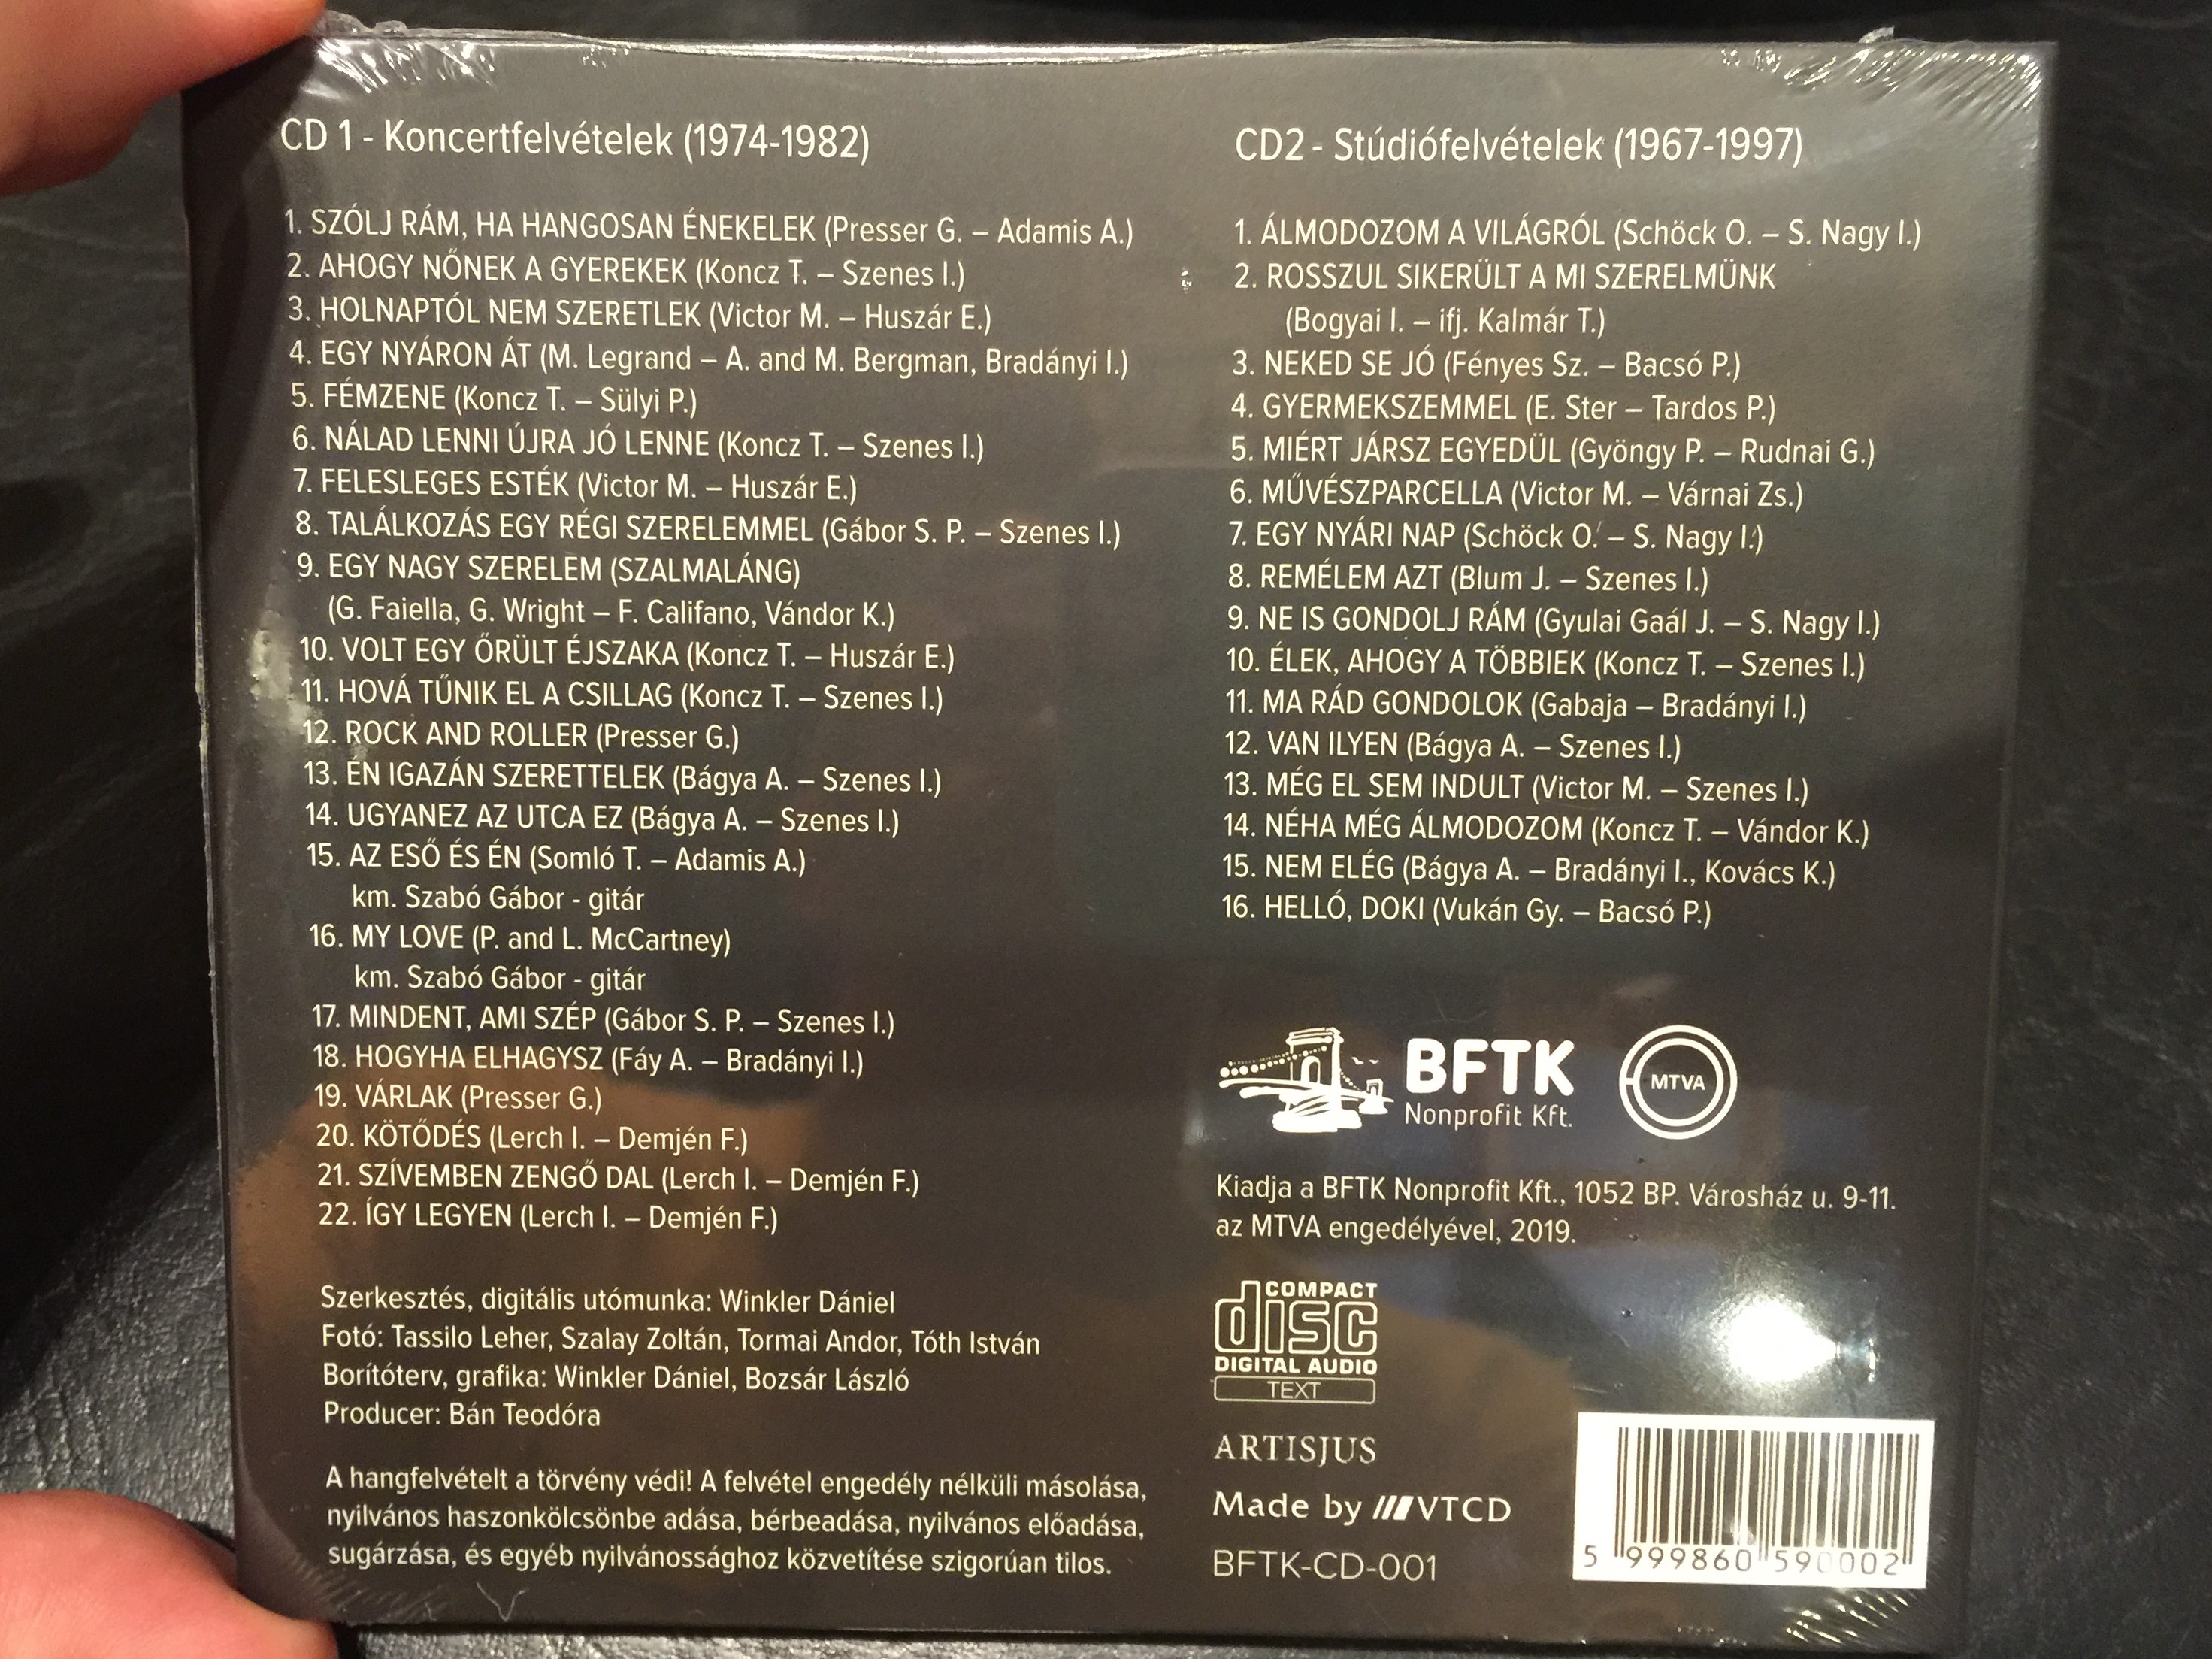 CD 1 - Koncertfelvételek (1974-1982)
1. SZÓLJ RÁM, HA HANGOSAN ÉNEKELEK (Presser G. – Adamis A.)
2. AHOGY NŐNEK A GYEREKEK (Koncz T. – Szenes I.)
3. HOLNAPTÓL NEM SZERETLEK (Victor M. – Huszár E.)
4. EGY NYÁRON ÁT (M. Legrand – A. and M. Bergman, Bradányi I.)
5. FÉMZENE (Koncz T. – Sülyi P.)
6. NÁLAD LENNI ÚJRA JÓ LENNE (Koncz T. – Szenes I.)
7. FELESLEGES ESTÉK (Victor M. – Huszár E.)
8. TALÁLKOZÁS EGY RÉGI SZERELEMMEL (Gábor S. P. – Szenes I.)
9. EGY NAGY SZERELEM (SZALMALÁNG)
(G. Faiella, G. Wright – F. Califano, Vándor K.)
10. VOLT EGY ŐRÜLT ÉJSZAKA (Koncz T. – Huszár E.)
11. HOVÁ TŰNIK EL A CSILLAG (Koncz T. – Szenes I.)
12. ROCK AND ROLLER (Presser G.)
13. ÉN IGAZÁN SZERETTELEK (Bágya A. – Szenes I.)
14. UGYANEZ AZ UTCA EZ (Bágya A. – Szenes I.)
15. AZ ESŐ ÉS ÉN (Somló T. – Adamis A.)
km. Szabó Gábor - gitár
16. MY LOVE (P. and L. McCartney)
km. Szabó Gábor - gitár
17. MINDENT, AMI SZÉP (Gábor S. P. – Szenes I.)
18. HOGYHA ELHAGYSZ (Fáy A. – Bradányi I.)
19. VÁRLAK (Presser G.)
20. KÖTŐDÉS (Lerch I. – Demjén F.)
21. SZÍVEMBEN ZENGŐ DAL (Lerch I. – Demjén F.)
22. ÍGY LEGYEN (Lerch I. – Demjén F.)
Szerkesztés, digitális utómunka: Winkler Dániel
Fotó: Tassilo Leher, Szalay Zoltán, Tormai Andor, Tóth István
Borítóterv, grafika: Winkler Dániel, Bozsár László
Producer: Bán Teodóra
A hangfelvételt a törvény védi! A felvétel engedély nélküli másolása,
nyilvános haszonkölcsönbe adása, bérbeadása, nyilvános előadása,
sugárzása, és egyéb nyilvánossághoz közvetítése szigorúan tilos.
CD2 - Stúdiófelvételek (1967-1997)
1. ÁLMODOZOM A VILÁGRÓL (Schöck O. – S. Nagy I.)
2. ROSSZUL SIKERÜLT A MI SZERELMÜNK
(Bogyai I. – ifj. Kalmár T.)
3. NEKED SE JÓ (Fényes Sz. – Bacsó P.)
4. GYERMEKSZEMMEL (E. Ster – Tardos P.)
5. MIÉRT JÁRSZ EGYEDÜL (Gyöngy P. – Rudnai G.)
6. MŰVÉSZPARCELLA (Victor M. – Várnai Zs.)
7. EGY NYÁRI NAP (Schöck O. – S. Nagy I.)
8. REMÉLEM AZT (Blum J. – Szenes I.)
9. NE IS GONDOLJ RÁM (Gyulai Gaál J. – S. Nagy I.)
10. ÉLEK, AHOGY A TÖBBIEK (Koncz T. – Szenes I.)
11. MA RÁD GONDOLOK (Gabaja – Bradányi I.)
12. VAN ILYEN (Bágya A. – Szenes I.)
13. MÉG EL SEM INDULT (Victor M. – Szenes I.)
14. NÉHA MÉG ÁLMODOZOM (Koncz T. – Vándor K.)
15. NEM ELÉG (Bágya A. – Bradányi I., Kovács K.)
16. HELLÓ, DOKI (Vukán Gy. – Bacsó P.)
BFTK
Nonprofit Kft.
MTVA
Kiadja a BFTK Nonprofit Kft., 1052 BP. Városház u. 9-11.
az MTVA engedélyével, 2019.
COMPACT
disc
DIGITAL AUDIO
TEXT
ARTISJUS
Made by VTCD
BFTK-CD-001
5 999860 590002